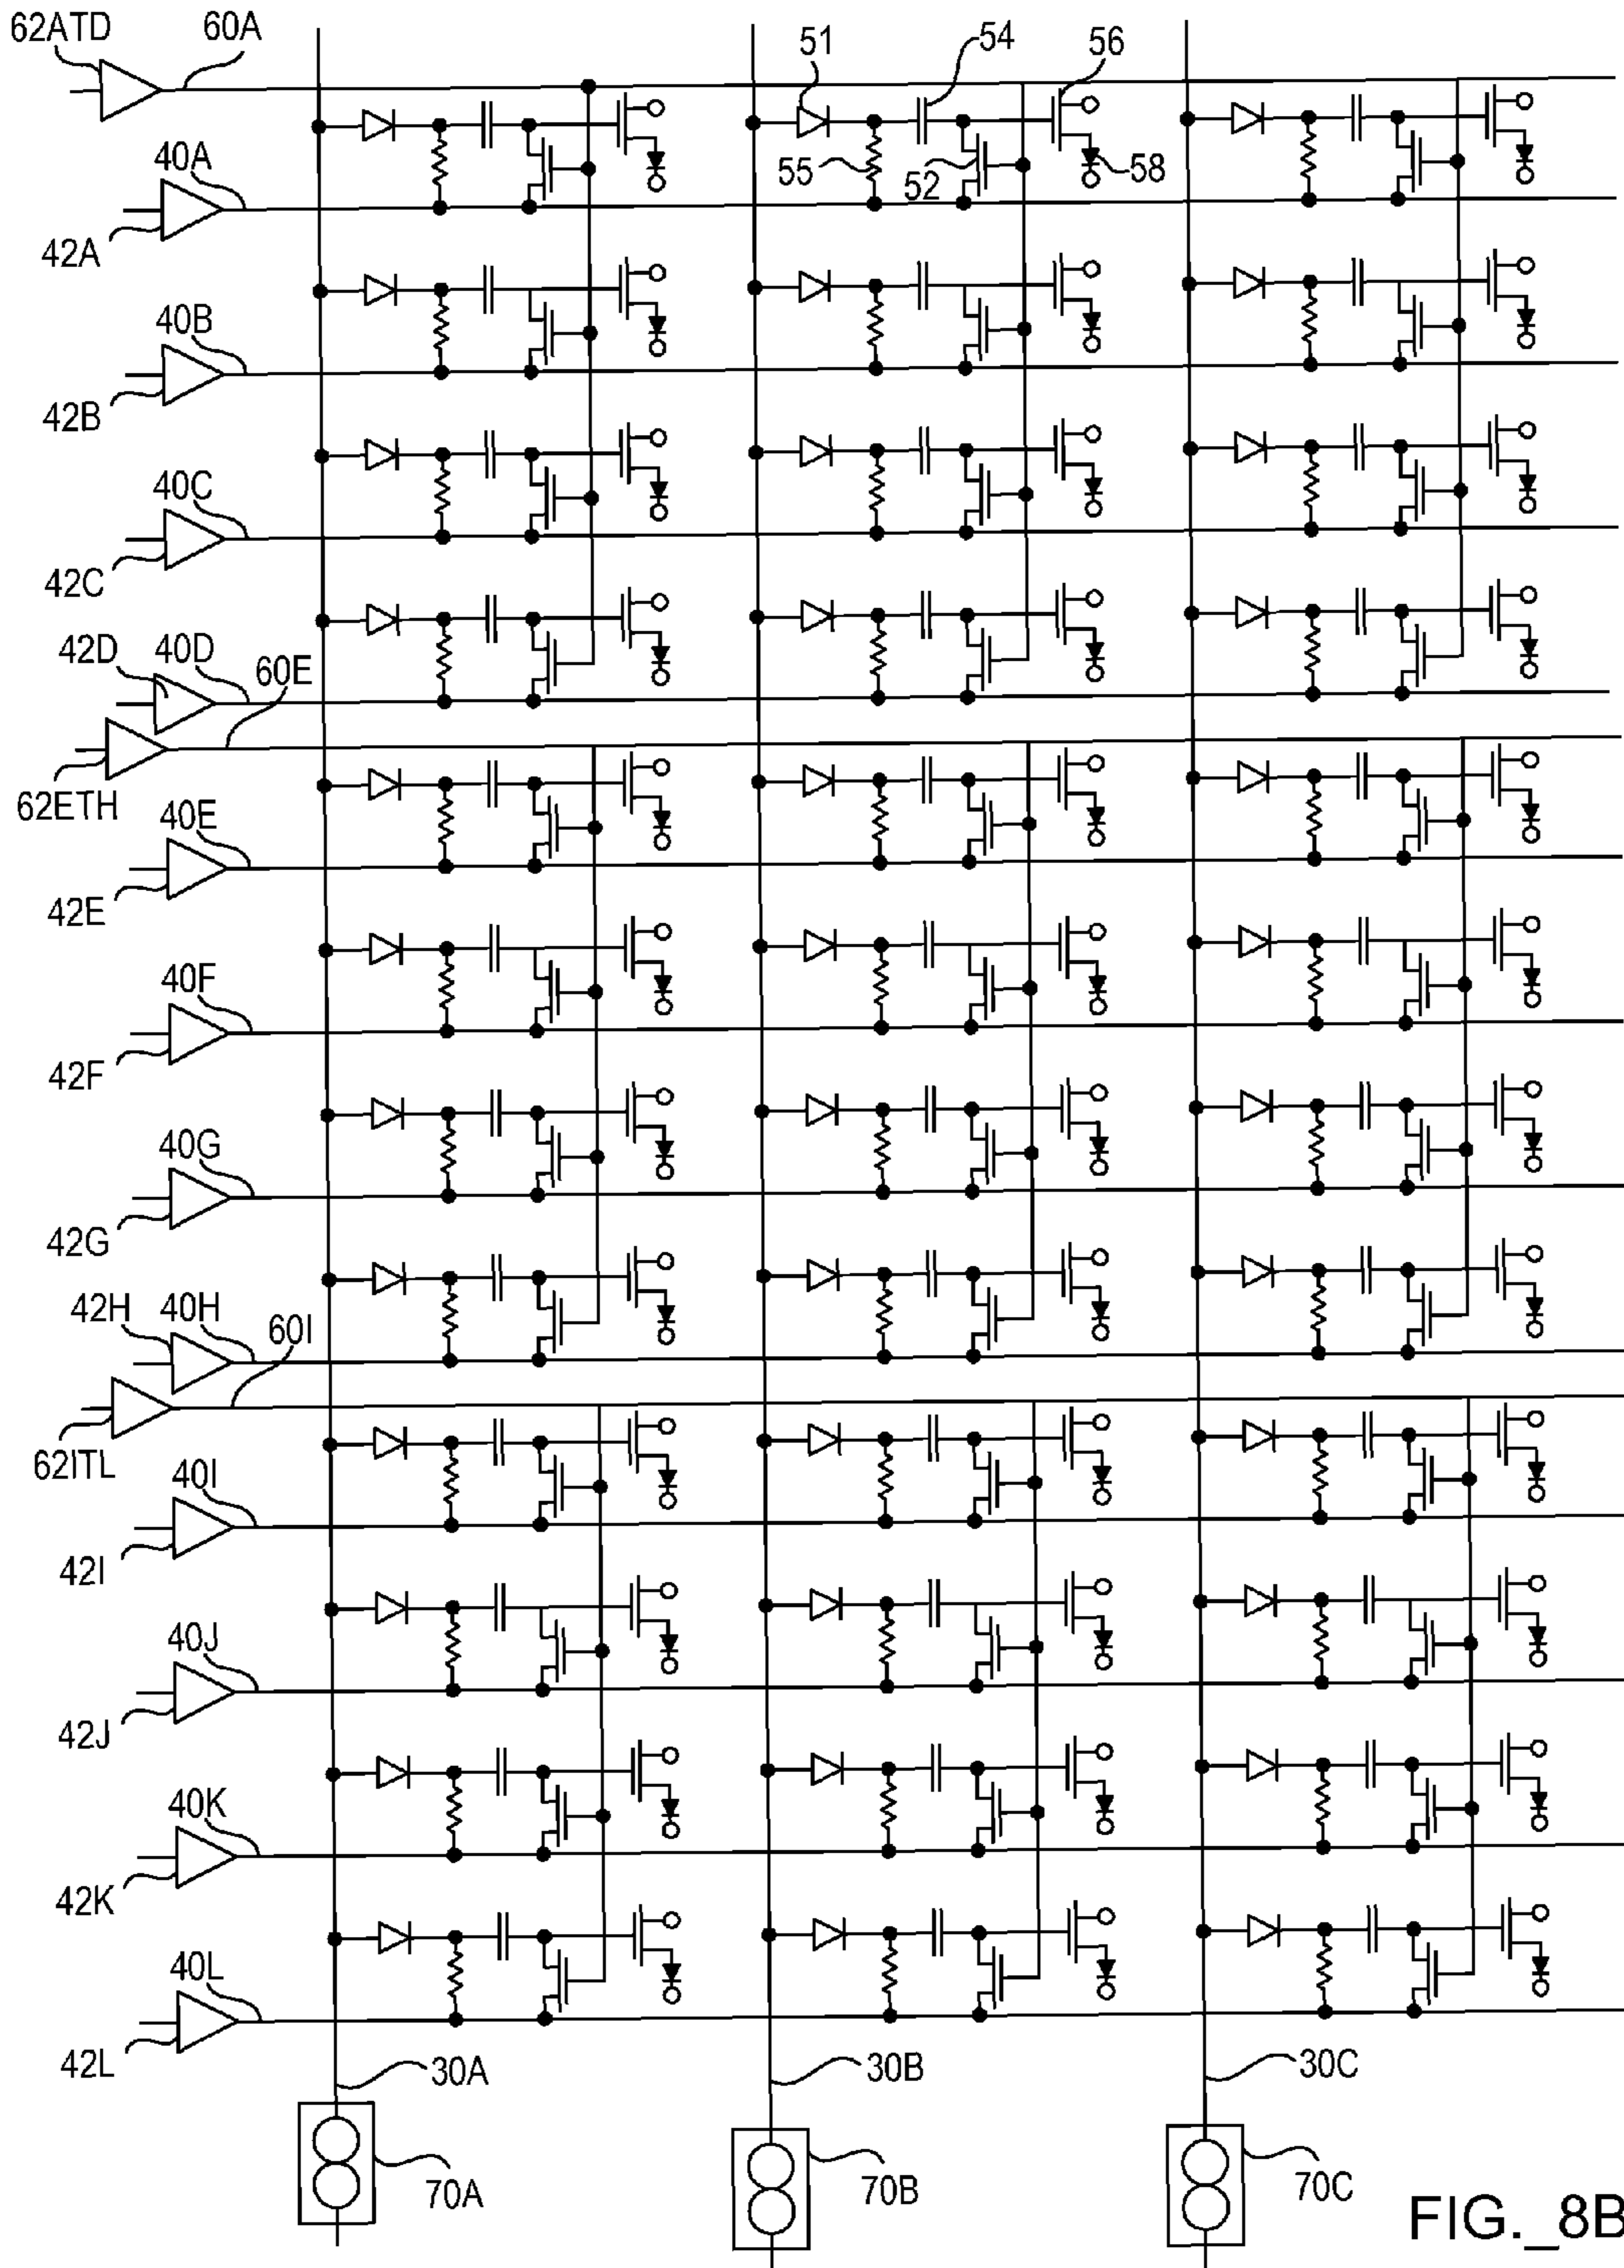 62ATD 60A 51 54 56
40A 55 52 58
42A
40B
42B
40C
42C
42D 40D 60E
62ETH 40E
42E
40F
42F
40G
42G
42H 40H 60I
62ITL 40I
42I
40J
42J
40K
42K
40L
42L 30A 30B 30C
70A 70B 70C
FIG._8B